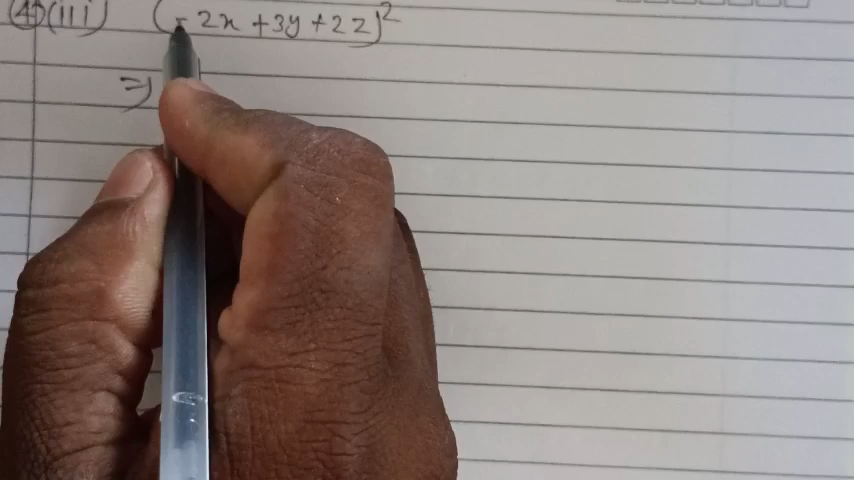 ④(iii) (-2x+3y+2z)²
⇒